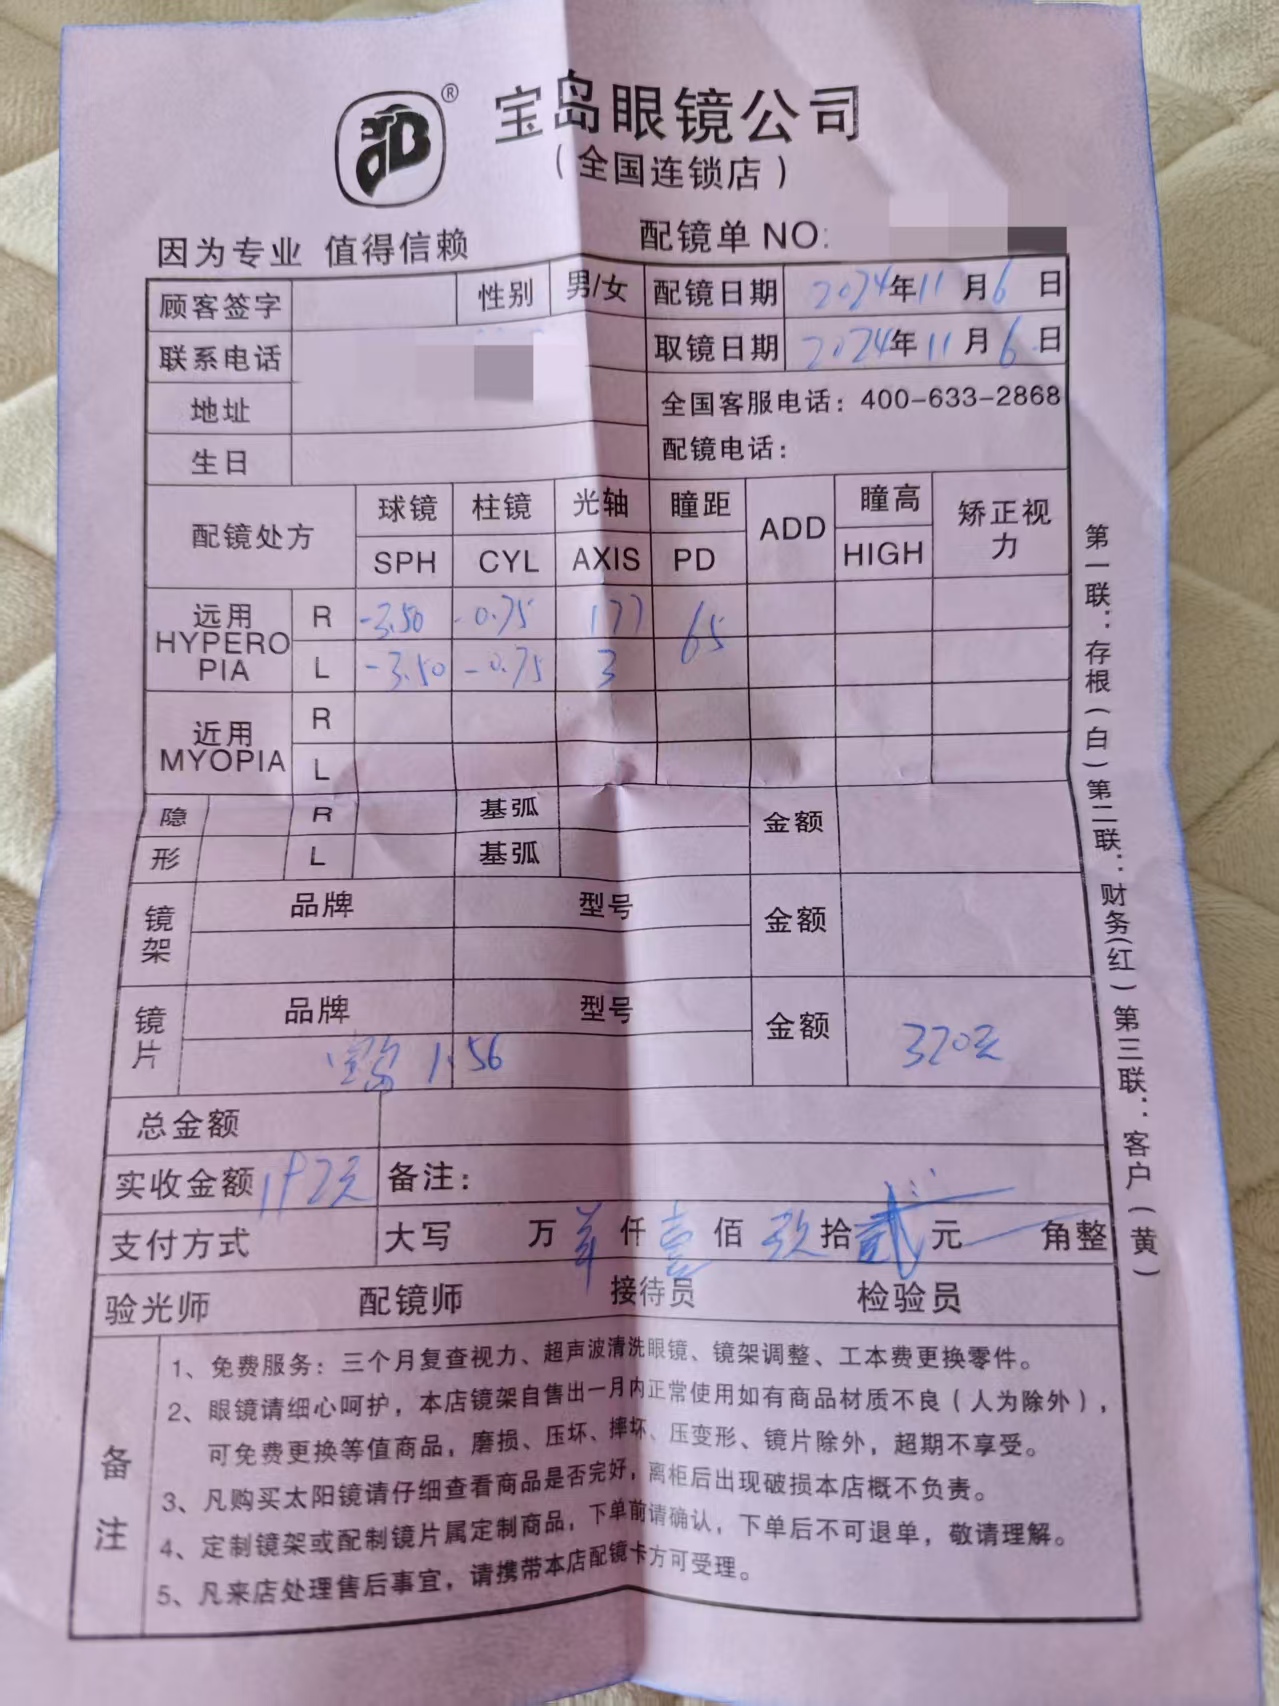 宝岛眼镜公司
（全国连锁店）
因为专业 值得信赖 配镜单 NO:
顾客签字 性别 男/女 配镜日期 2024年11月6日
联系电话 取镜日期 2024年11月6日
地址 全国客服电话：400-633-2868
生日 配镜电话：
配镜处方 球镜 柱镜 光轴 瞳距 ADD 瞳高 矫正视力
SPH CYL AXIS PD HIGH
远用 HYPEROPIA R -3.50 -0.75 177 65
L -3.50 -0.75 3
近用 MYOPIA R
L
隐形 R 基弧 金额
L 基弧
镜架 品牌 型号 金额
镜片 品牌 型号 金额 320元
宝岛 1.56
总金额
实收金额 192元 备注：
支付方式 大写 万 仟 壹 佰 玖 拾 贰 元 角整
验光师 配镜师 接待员 检验员
备注
1、免费服务：三个月复查视力、超声波清洗眼镜、镜架调整、工本费更换零件。
2、眼镜请细心呵护，本店镜架自售出一月内正常使用如有商品材质不良（人为除外），
可免费更换等值商品，磨损、压坏、摔坏、压变形、镜片除外，超期不享受。
3、凡购买太阳镜请仔细查看商品是否完好，离柜后出现破损本店概不负责。
4、定制镜架或配制镜片属定制商品，下单前请确认，下单后不可退单，敬请理解。
5、凡来店处理售后事宜，请携带本店配镜卡方可受理。
第一联：存根（白）第二联：财务(红）第三联：客户（黄）